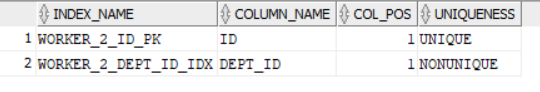 INDEX_NAME COLUMN_NAME COL_POS UNIQUENESS
1 WORKER_2_ID_PK ID 1 UNIQUE
2 WORKER_2_DEPT_ID_IDX DEPT_ID 1 NONUNIQUE